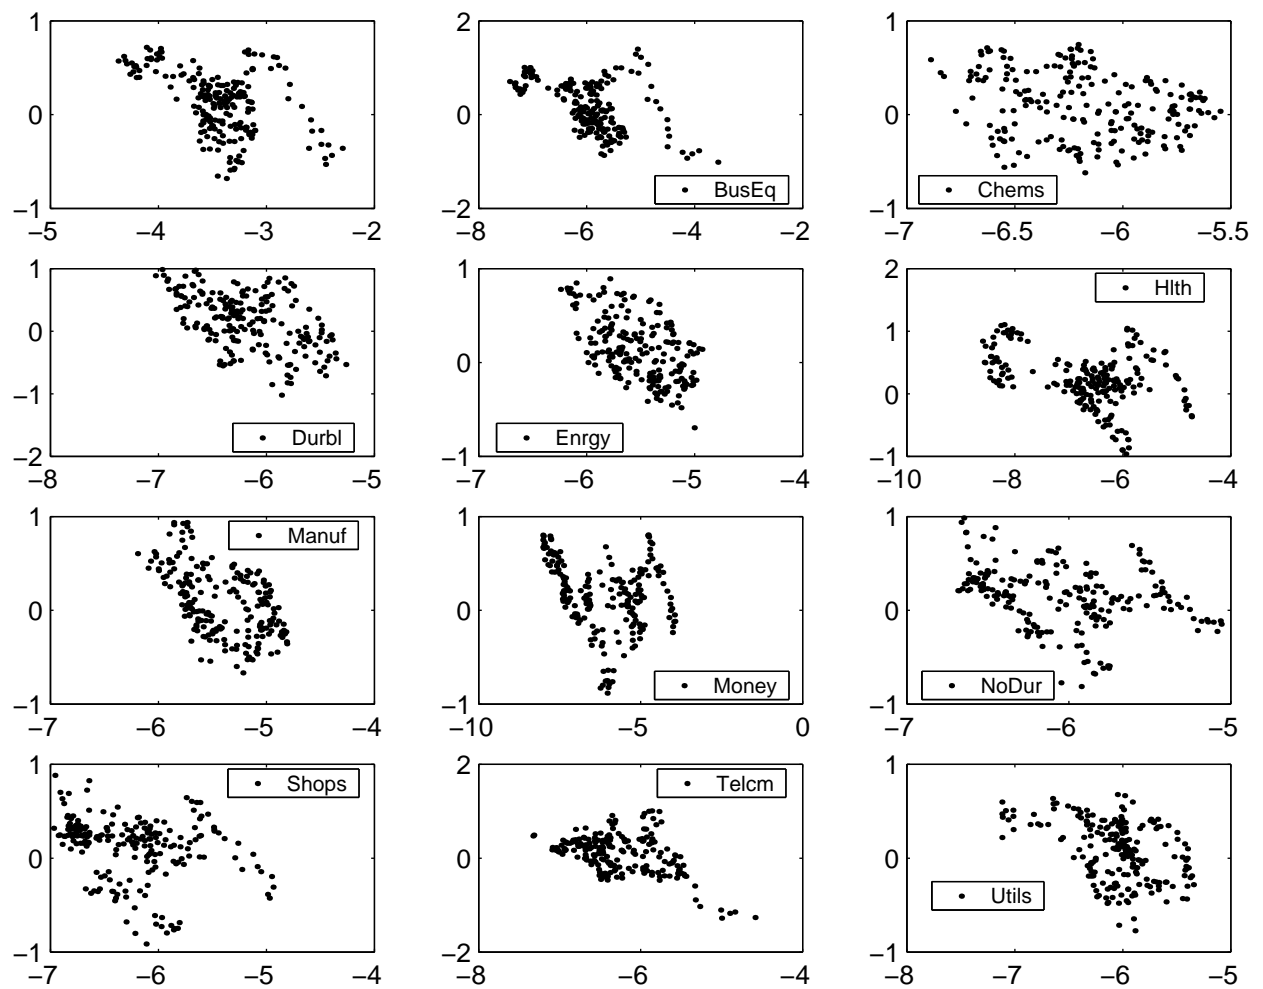 1 2 1
0 0 0
−1 −2 −1
BusEq
Chems
−5 −4 −3 −2 −8 −6 −4 −2 −7 −6.5 −6 −5.5
1 1 2
Hlth
0 1
0 0
−1
Durbl
Enrgy
−2 −1 −1
−8 −7 −6 −5 −7 −6 −5 −4 −10 −8 −6 −4
1 1 1
Manuf
0 0 0
Money
NoDur
−1 −1 −1
−7 −6 −5 −4 −10 −5 0 −7 −6 −5
1 2 1
Shops
Telcm
0 0 0
Utils
−1 −2 −1
−7 −6 −5 −4 −8 −6 −4 −8 −7 −6 −5